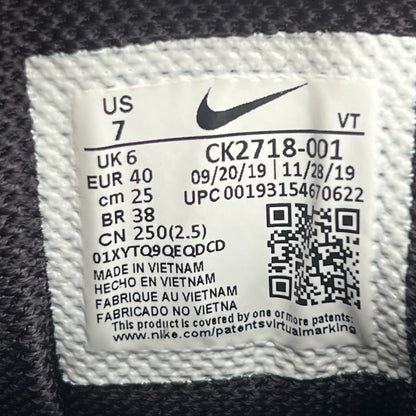 US
7
VT
UK 6
CK2718-001
EUR 40
09/20/19 | 11/28/19
cm 25
UPC 00193154670622
BR 38
CN 250(2.5)
01XYTQ9QEQDCD
MADE IN VIETNAM
HECHO EN VIETNAM
FABRIQUE AU VIETNAM
FABRICADO NO VIETNA
This product is covered by one or more patents:
www.nike.com/patentsvirtualmarking